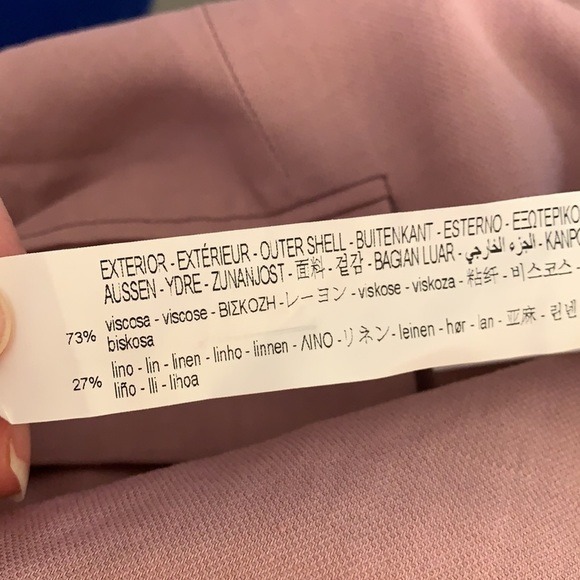 EXTERIOR - EXTÉRIEUR - OUTER SHELL - BUITENKANT - ESTERNO - ΕΞΩΤΕΡΙΚΟ
AUSSEN - YDRE - ZUNANJOST - 面料 - 겉감 - BAGIAN LUAR - الجزء الخارجي - KANPO
73% viscosa - viscose - ΒΙΣΚΟΖΗ - レーヨン - viskose - viskoza - 粘纤 - 비스코스 -
biskosa
27% lino - lin - linen - linho - linnen - ΛΙΝΟ - リネン - leinen - hør - lan - 亚麻 - 린넨
liño - lli - lihoa